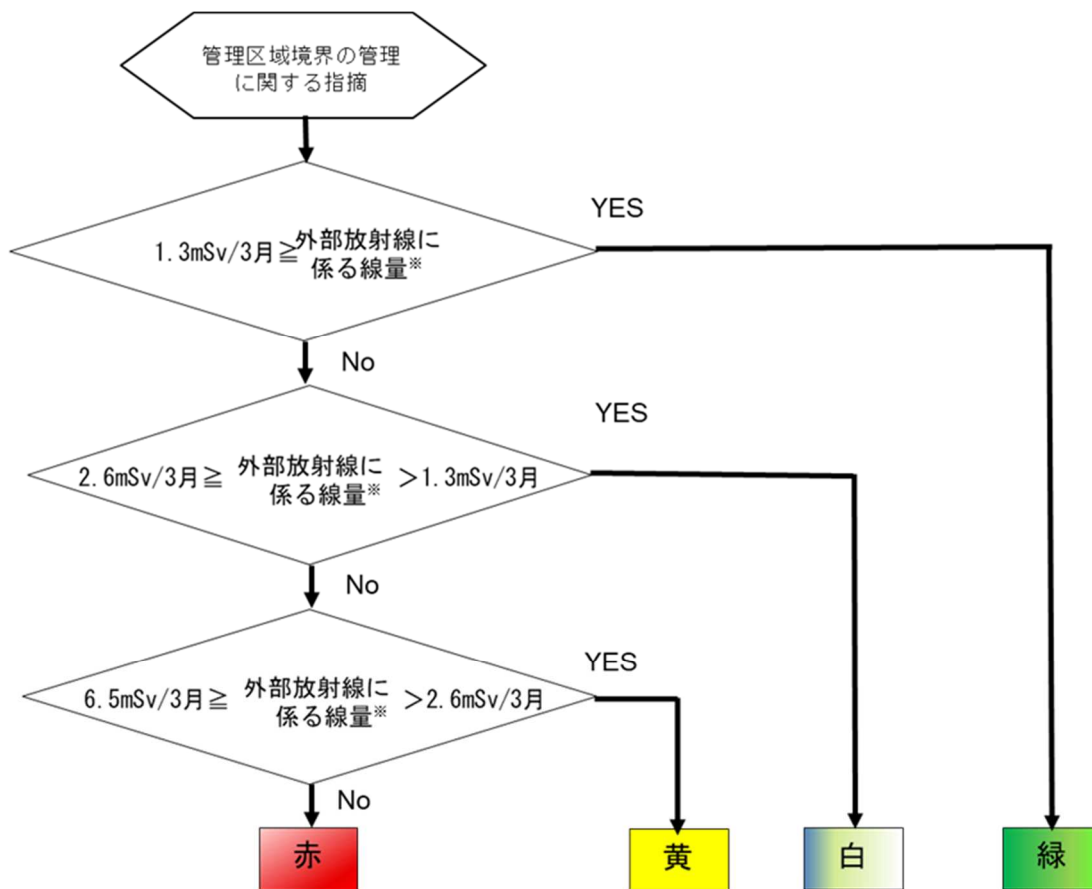 管理区域境界の管理
に関する指摘
YES
1.3mSv/3月≧外部放射線に
係る線量※
No
YES
2.6mSv/3月≧ 外部放射線に ＞1.3mSv/3月
係る線量※
No
YES
6.5mSv/3月≧ 外部放射線に ＞2.6mSv/3月
係る線量※
No
赤 黄 白 緑